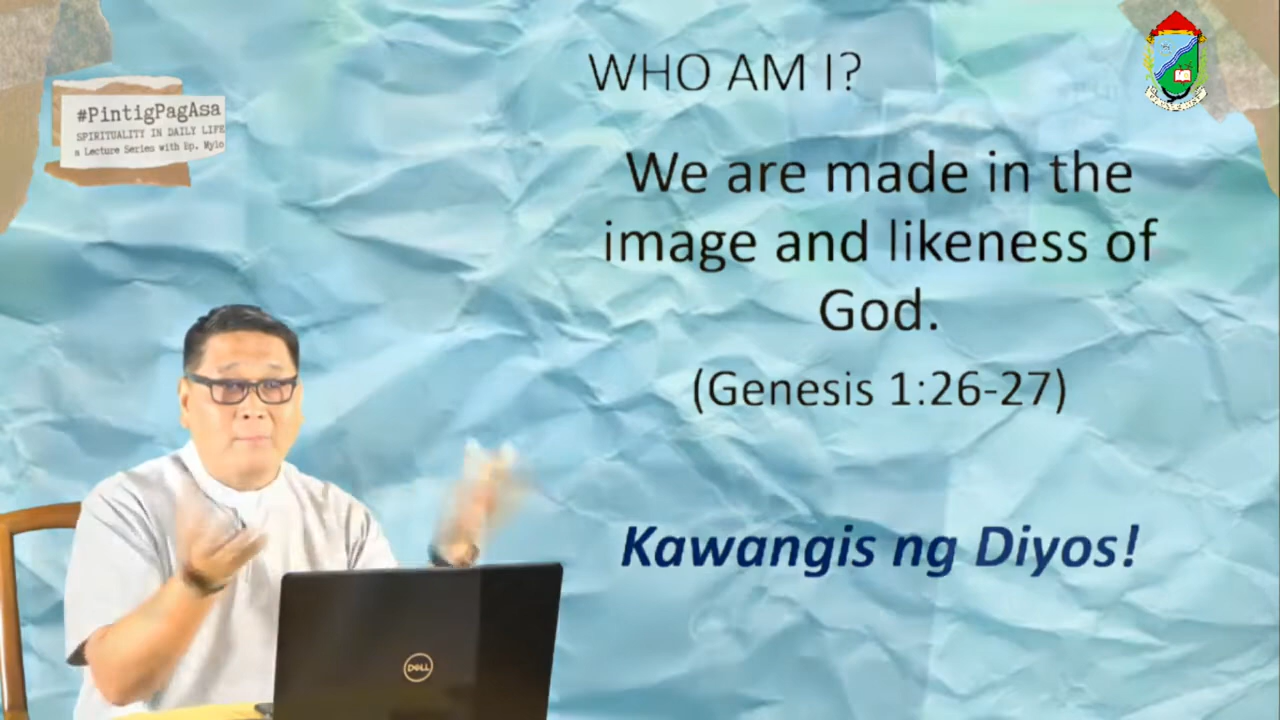 #PintigPagAsa
SPIRITUALITY IN DAILY LIFE
a Lecture Series with Ep. Mylo
WHO AM I?
We are made in the
image and likeness of
God.
(Genesis 1:26-27)
Kawangis ng Diyos!
DELL